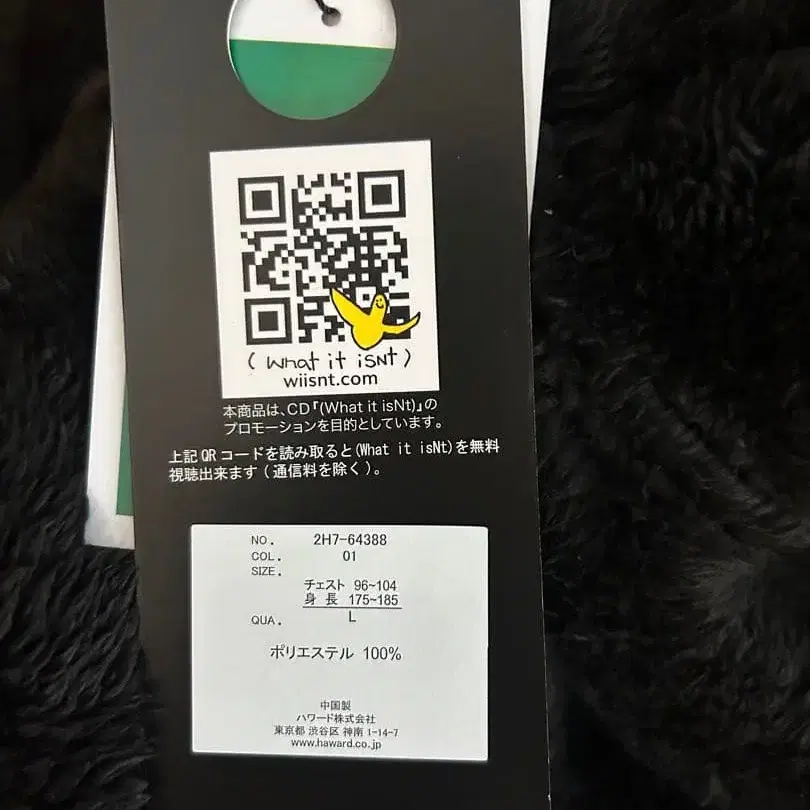 (what it isNt)
wiisnt.com
本商品は、CD『(What it isNt)』の
プロモーションを目的としています。
上記QRコードを読み取ると(What it isNt)を無料
視聴出来ます(通信料を除く)。
NO. 2H7-64388
COL. 01
SIZE.
チェスト 96~104
身長 175~185
L
QUA.
ポリエステル 100%
中国製
ハワード株式会社
東京都 渋谷区 神南 1-14-7
www.haward.co.jp